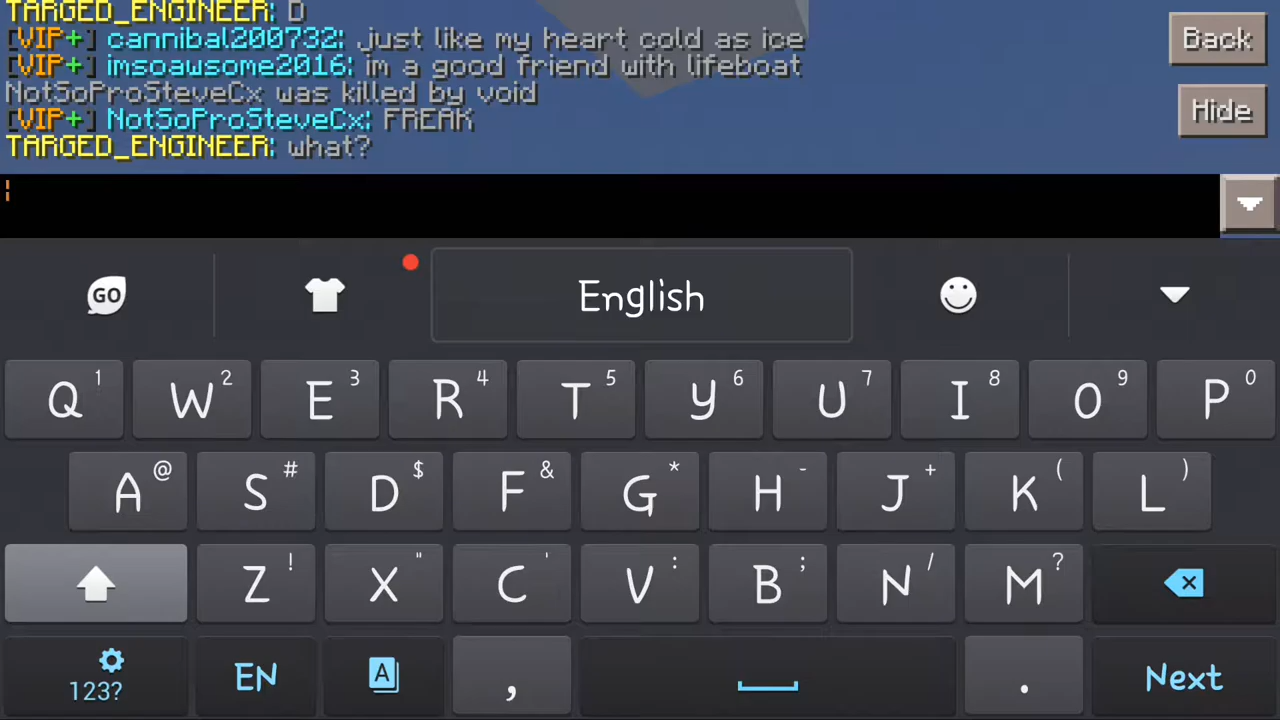 TARGED_ENGINEER: D
[VIP+] cannibal200732: just like my heart cold as ice
[VIP+] imsoawsome2016: im a good friend with lifeboat
NotSoProSteveCx was killed by void
[VIP+] NotSoProSteveCx: FREAK
TARGED_ENGINEER: what?
Back
Hide
GO
English
Q 1 W 2 E 3 R 4 T 5 Y 6 U 7 I 8 O 9 P 0
A @ S # D $ F & G * H - J + K ( L )
Z ! X " C ' V : B ; N / M ?
123? EN A , . Next